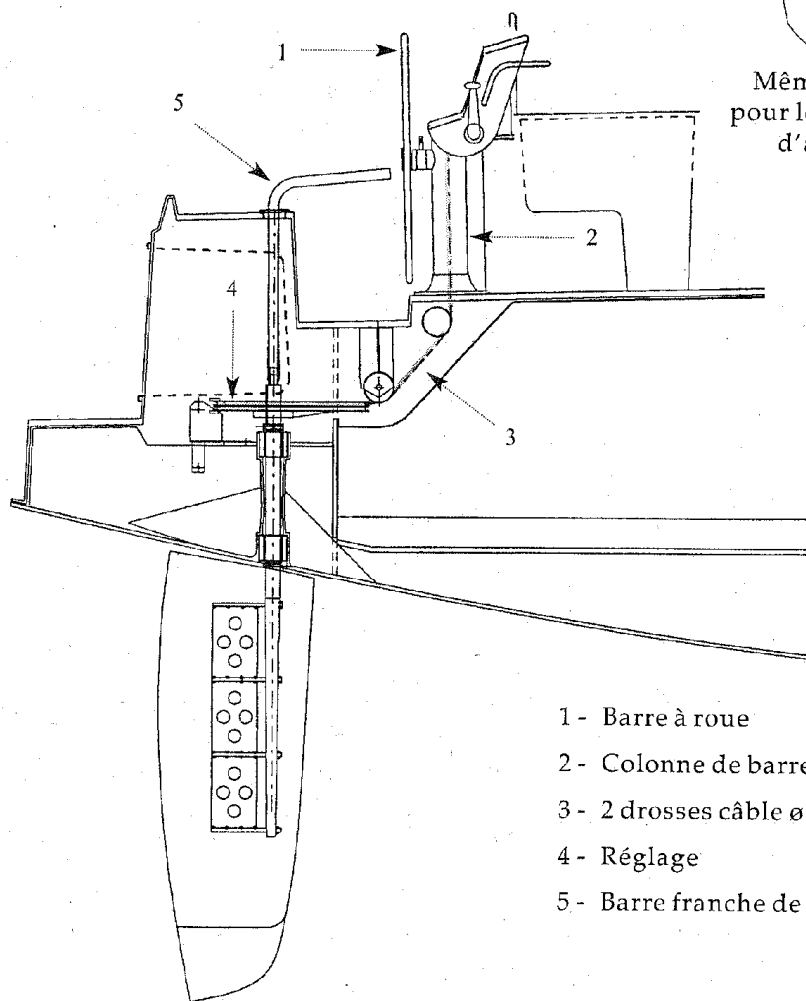 1
5
Mêm
pour l
d'a
2
4
3
1 - Barre à roue
2 - Colonne de barre
3 - 2 drosses câble ø
4 - Réglage
5 - Barre franche de